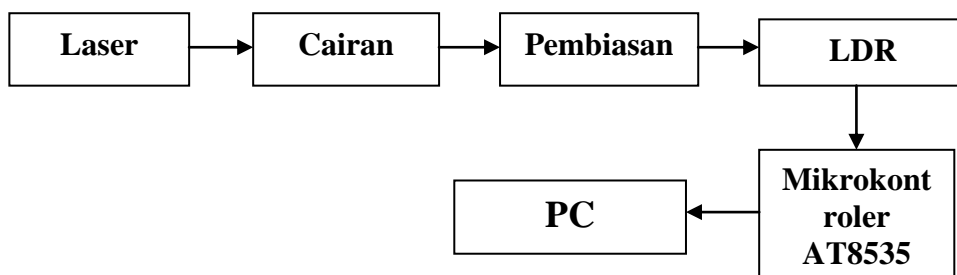 Laser
Cairan
Pembiasan
LDR
Mikrokont
roler
AT8535
PC